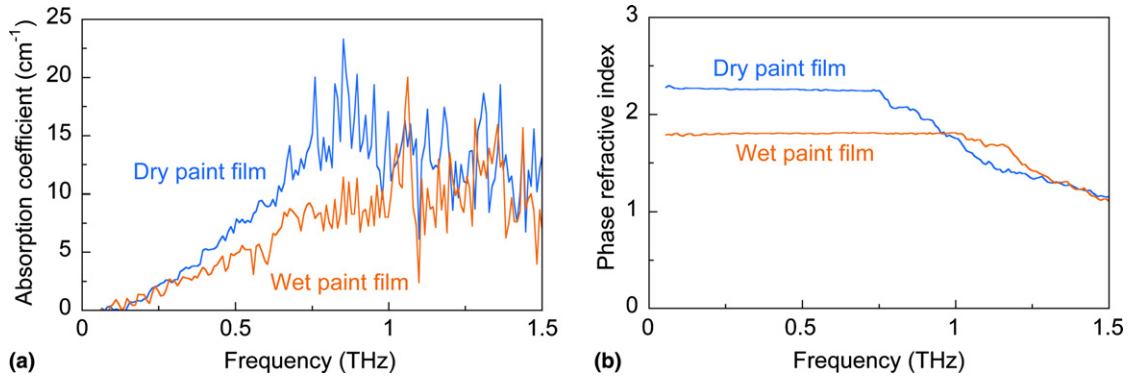 Absorption coefficient (cm⁻¹)
25
20
15
10
5
0
Dry paint film
Wet paint film
0
0.5
1
1.5
Frequency (THz)
(a)
Phase refractive index
3
2
1
0
Dry paint film
Wet paint film
0
0.5
1
1.5
Frequency (THz)
(b)